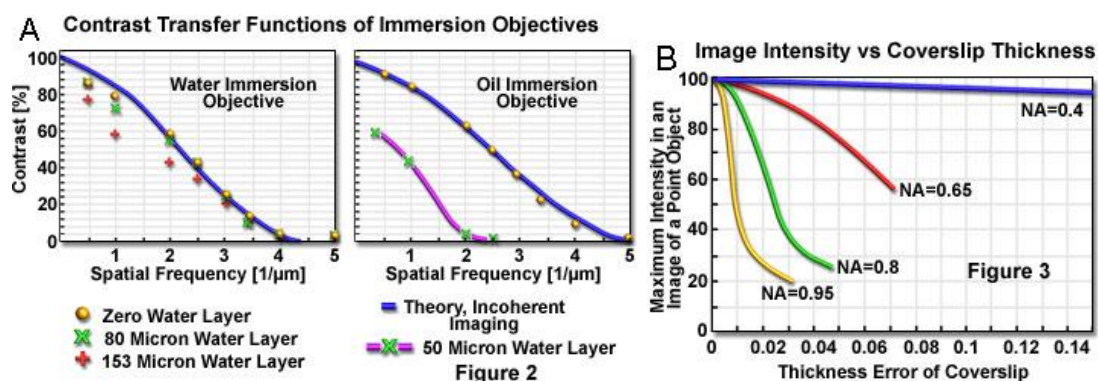 A
Contrast Transfer Functions of Immersion Objectives
Contrast [%]
100
80
60
40
20
0
Water Immersion
Objective
1
2
3
4
5
Spatial Frequency [1/µm]
Oil Immersion
Objective
1
2
3
4
5
Spatial Frequency [1/µm]
Zero Water Layer
80 Micron Water Layer
153 Micron Water Layer
Theory, Incoherent
Imaging
50 Micron Water Layer
Figure 2
B
Image Intensity vs Coverslip Thickness
Maximum Intensity in an
Image of a Point Object
100
80
60
40
20
0
NA=0.4
NA=0.65
NA=0.8
NA=0.95
Figure 3
0 0.02 0.04 0.06 0.08 0.1 0.12 0.14
Thickness Error of Coverslip